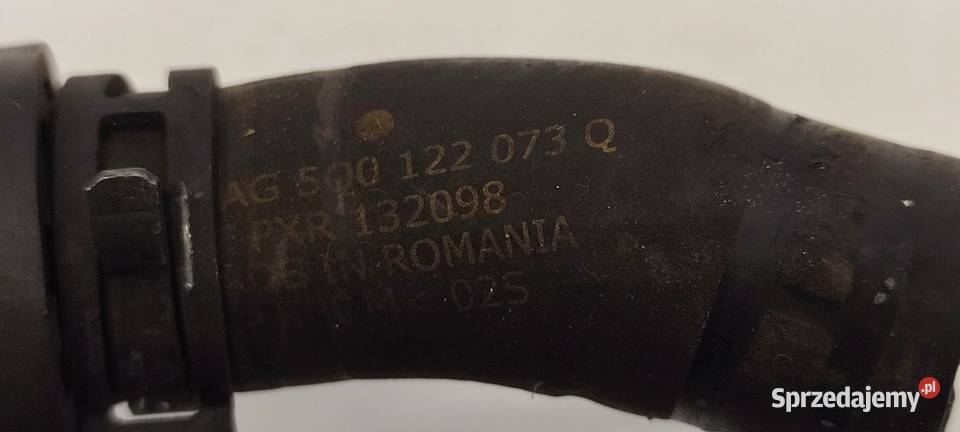 AG 5Q0 122 073 Q
PXR 132098
IN ROMANIA
02S
Sprzedajemy.pl